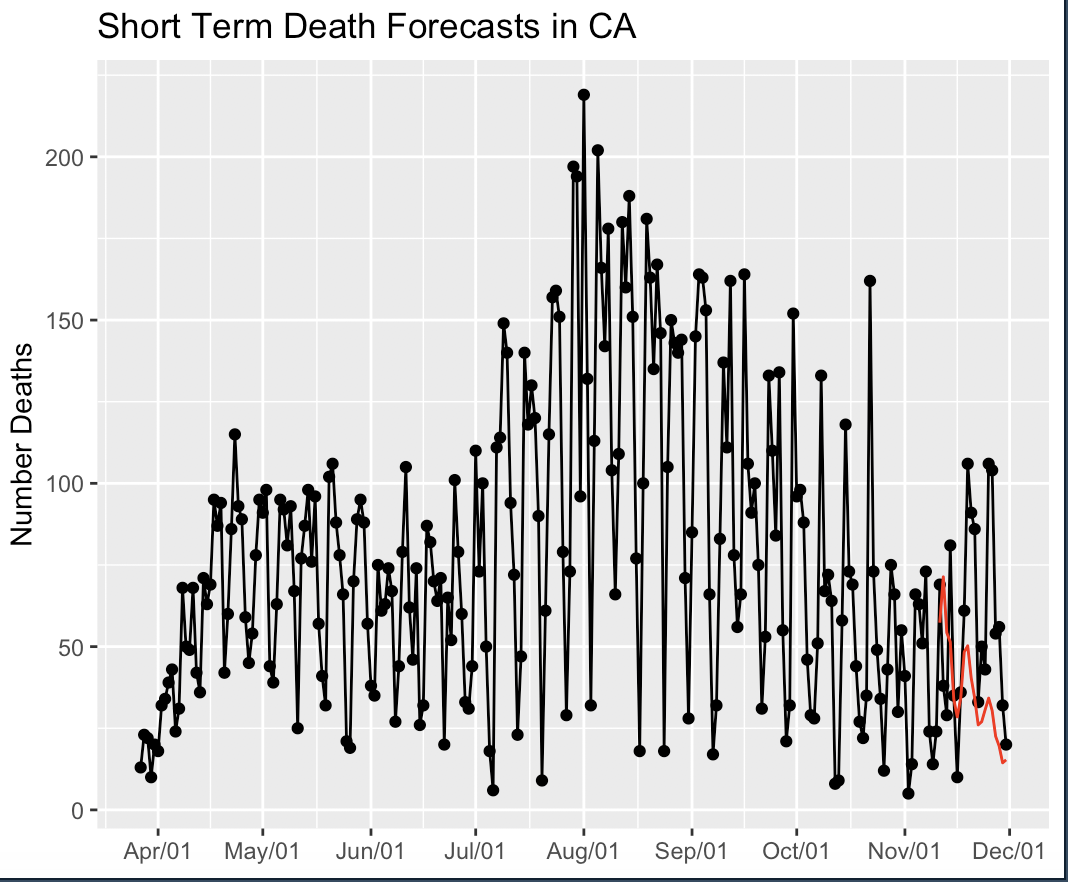 Short Term Death Forecasts in CA
Number Deaths
200
150
100
50
0
Apr/01 May/01 Jun/01 Jul/01 Aug/01 Sep/01 Oct/01 Nov/01 Dec/01